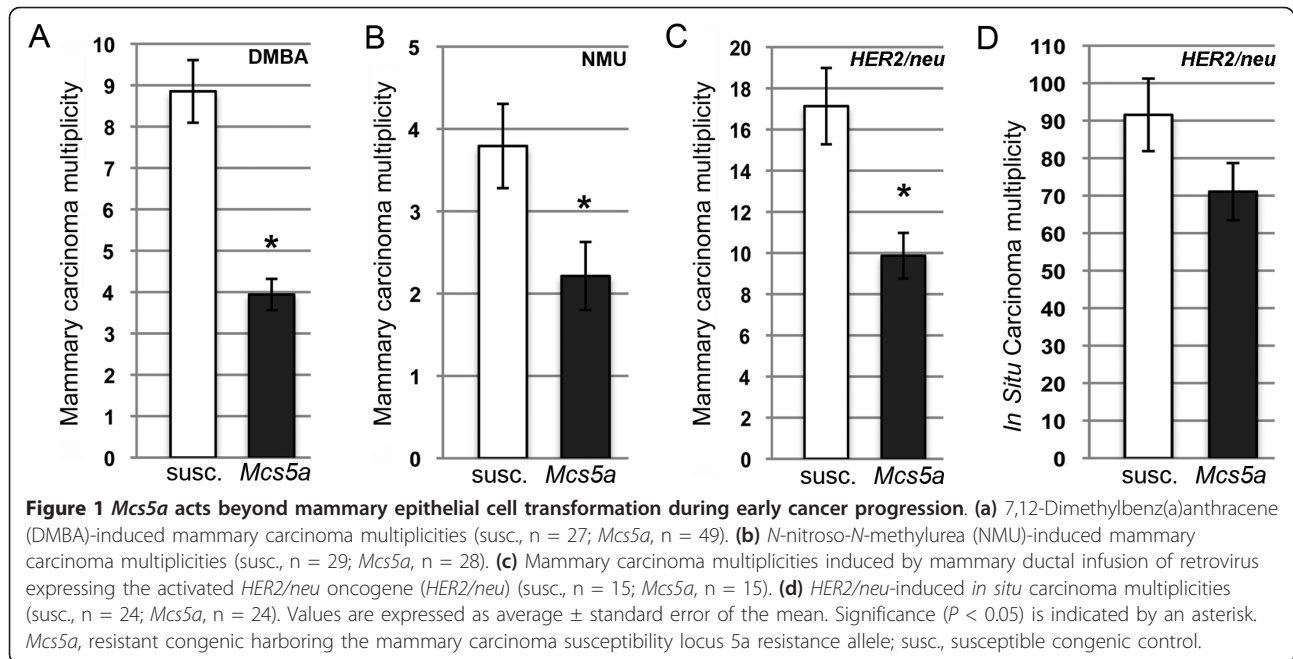 A
DMBA
Mammary carcinoma multiplicity
10
9
8
7
6
5
4
3
2
1
0
*
susc. Mcs5a
B
NMU
Mammary carcinoma multiplicity
5
4
3
2
1
0
*
susc. Mcs5a
C
HER2/neu
Mammary carcinoma multiplicity
20
18
16
14
12
10
8
6
4
2
0
*
susc. Mcs5a
D
HER2/neu
In Situ Carcinoma multiplicity
110
100
90
80
70
60
50
40
30
20
10
0
susc. Mcs5a
Figure 1 Mcs5a acts beyond mammary epithelial cell transformation during early cancer progression. (a) 7,12-Dimethylbenz(a)anthracene
(DMBA)-induced mammary carcinoma multiplicities (susc., n = 27; Mcs5a, n = 49). (b) N-nitroso-N-methylurea (NMU)-induced mammary
carcinoma multiplicities (susc., n = 29; Mcs5a, n = 28). (c) Mammary carcinoma multiplicities induced by mammary ductal infusion of retrovirus
expressing the activated HER2/neu oncogene (HER2/neu) (susc., n = 15; Mcs5a, n = 15). (d) HER2/neu-induced in situ carcinoma multiplicities
(susc., n = 24; Mcs5a, n = 24). Values are expressed as average ± standard error of the mean. Significance (P < 0.05) is indicated by an asterisk.
Mcs5a, resistant congenic harboring the mammary carcinoma susceptibility locus 5a resistance allele; susc., susceptible congenic control.